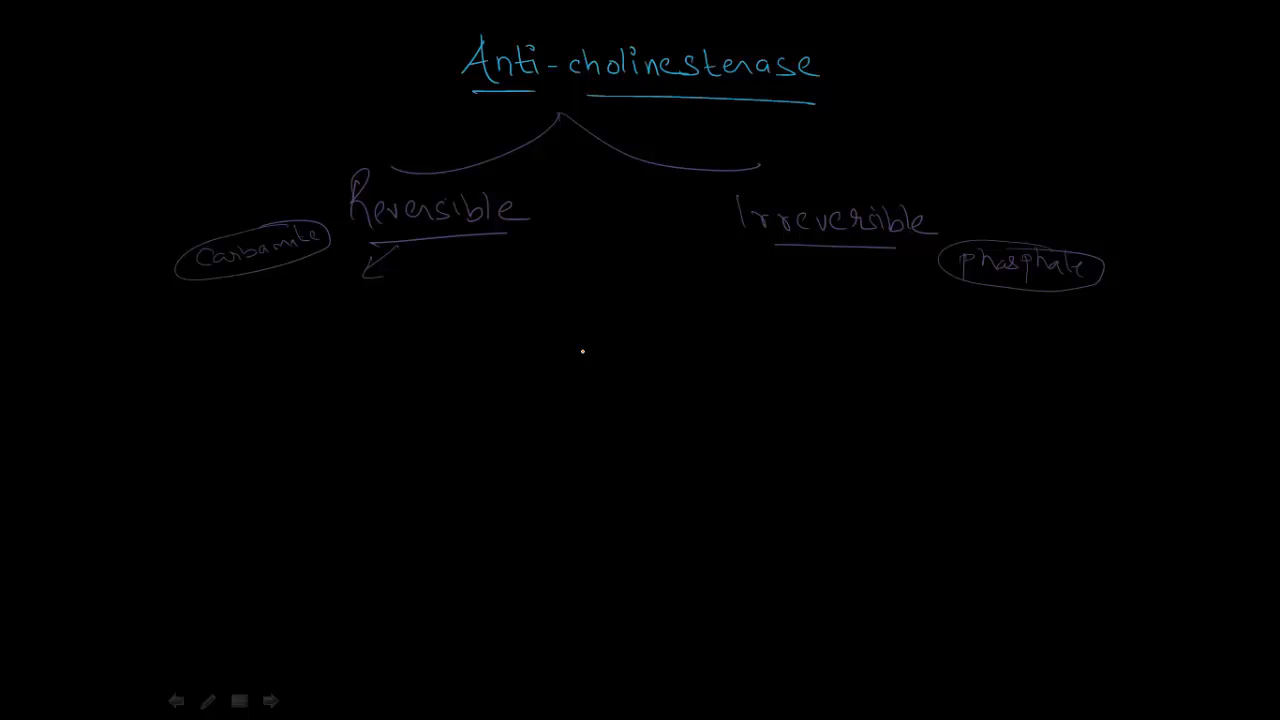 Anti-cholinesterase
Reversible
Irreversible
Carbamate
phosphate